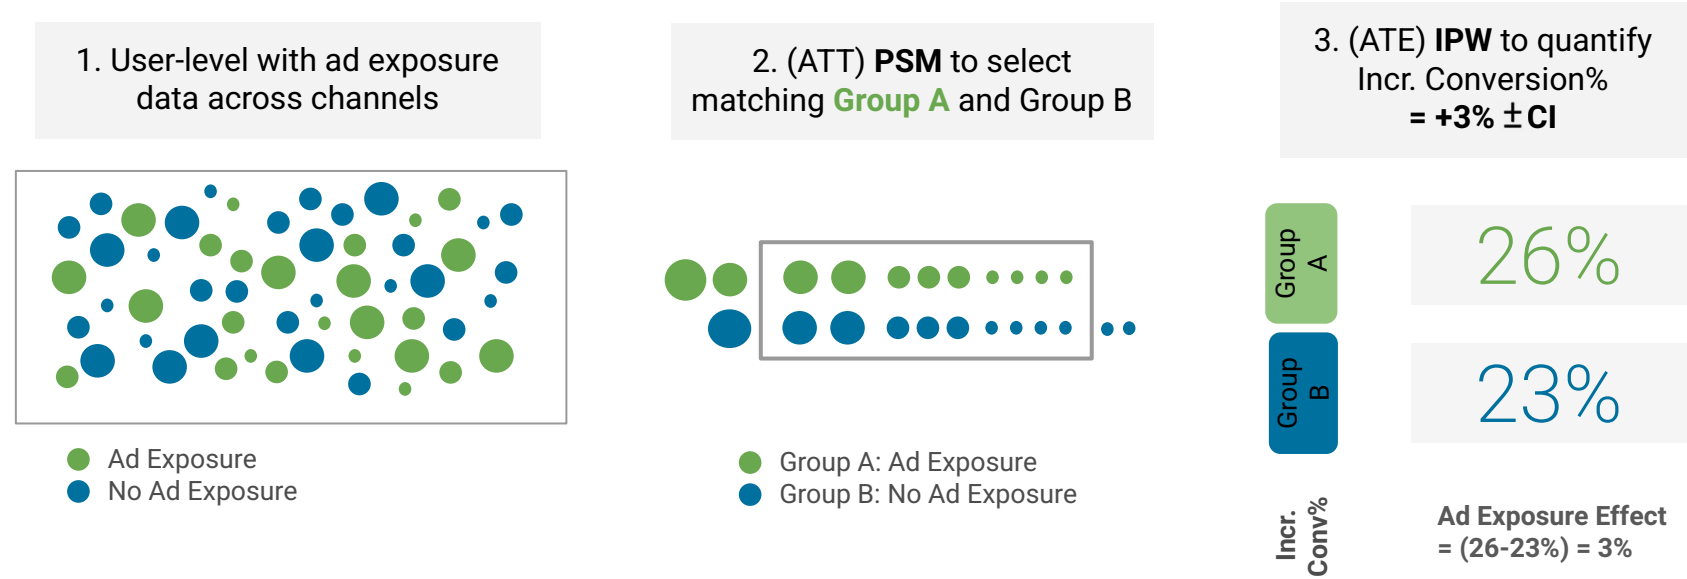 1. User-level with ad exposure
data across channels
2. (ATT) PSM to select
matching Group A and Group B
3. (ATE) IPW to quantify
Incr. Conversion%
= +3% ±CI
Ad Exposure
No Ad Exposure
Group A: Ad Exposure
Group B: No Ad Exposure
Group
A
26%
Group
B
23%
Incr.
Conv%
Ad Exposure Effect
= (26-23%) = 3%